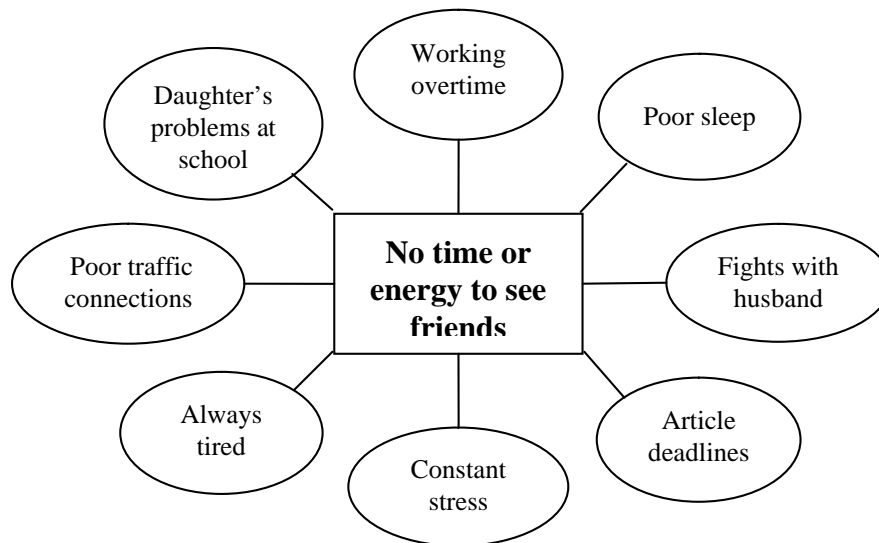 Working
overtime
Daughter's
problems at
school
Poor sleep
No time or
energy to see
friends
Poor traffic
connections
Fights with
husband
Always
tired
Article
deadlines
Constant
stress